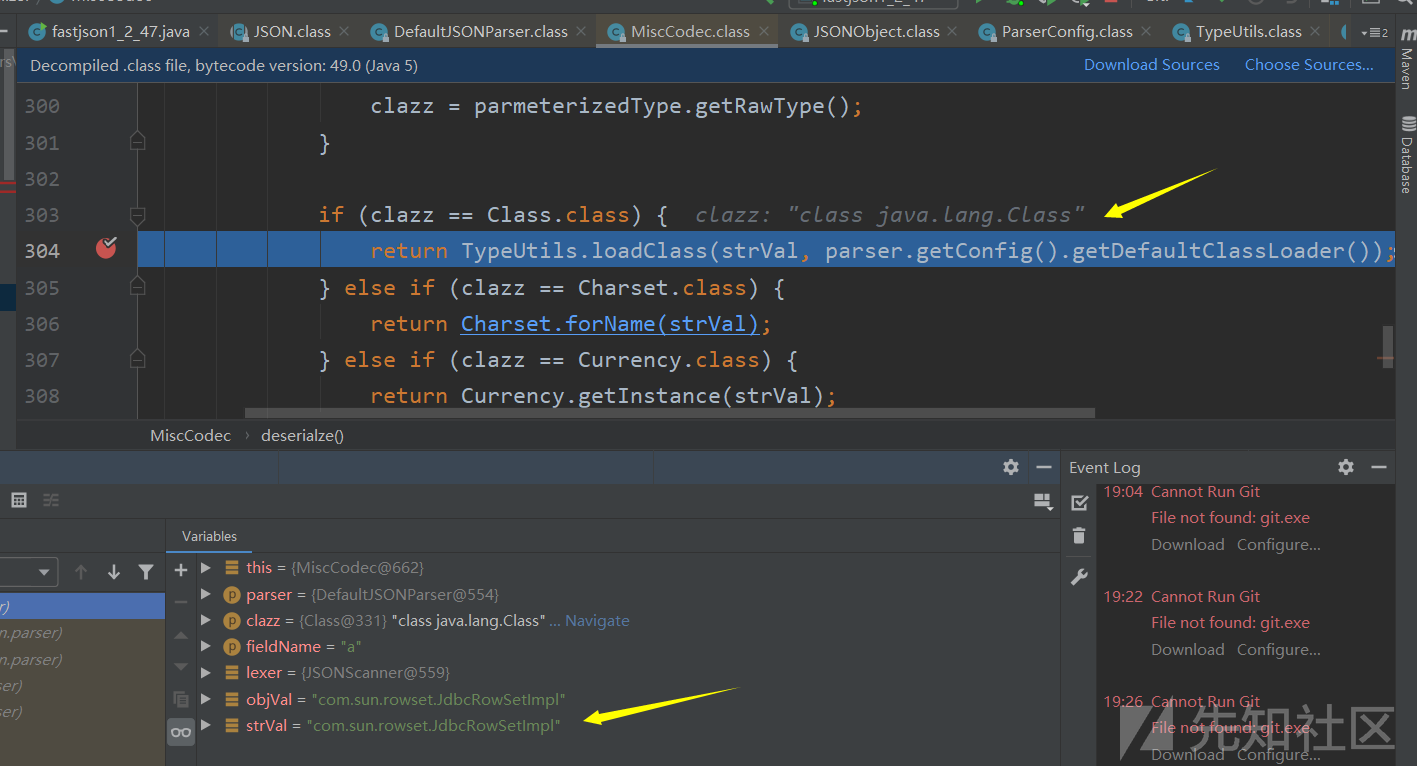 fastjson1_2_47.java
JSON.class
DefaultJSONParser.class
MiscCodec.class
JSONObject.class
ParserConfig.class
TypeUtils.class
2
Maven
Database
Decompiled .class file, bytecode version: 49.0 (Java 5)
Download Sources
Choose Sources...
300 clazz = parmeterizedType.getRawType();
301 }
302
303 if (clazz == Class.class) { clazz: "class java.lang.Class"
304 return TypeUtils.loadClass(strVal, parser.getConfig().getDefaultClassLoader());
305 } else if (clazz == Charset.class) {
306 return Charset.forName(strVal);
307 } else if (clazz == Currency.class) {
308 return Currency.getInstance(strVal);
MiscCodec › deserialze()
Variables
this = {MiscCodec@662}
parser = {DefaultJSONParser@554}
clazz = {Class@331} "class java.lang.Class" ... Navigate
fieldName = "a"
lexer = {JSONScanner@559}
objVal = "com.sun.rowset.JdbcRowSetImpl"
strVal = "com.sun.rowset.JdbcRowSetImpl"
r)
n.parser)
n.parser)
ser)
ser)
Event Log
19:04 Cannot Run Git
File not found: git.exe
Download Configure...
19:22 Cannot Run Git
File not found: git.exe
Download Configure...
19:26 Cannot Run Git
File not found: git.exe
Download Configure...
先知社区